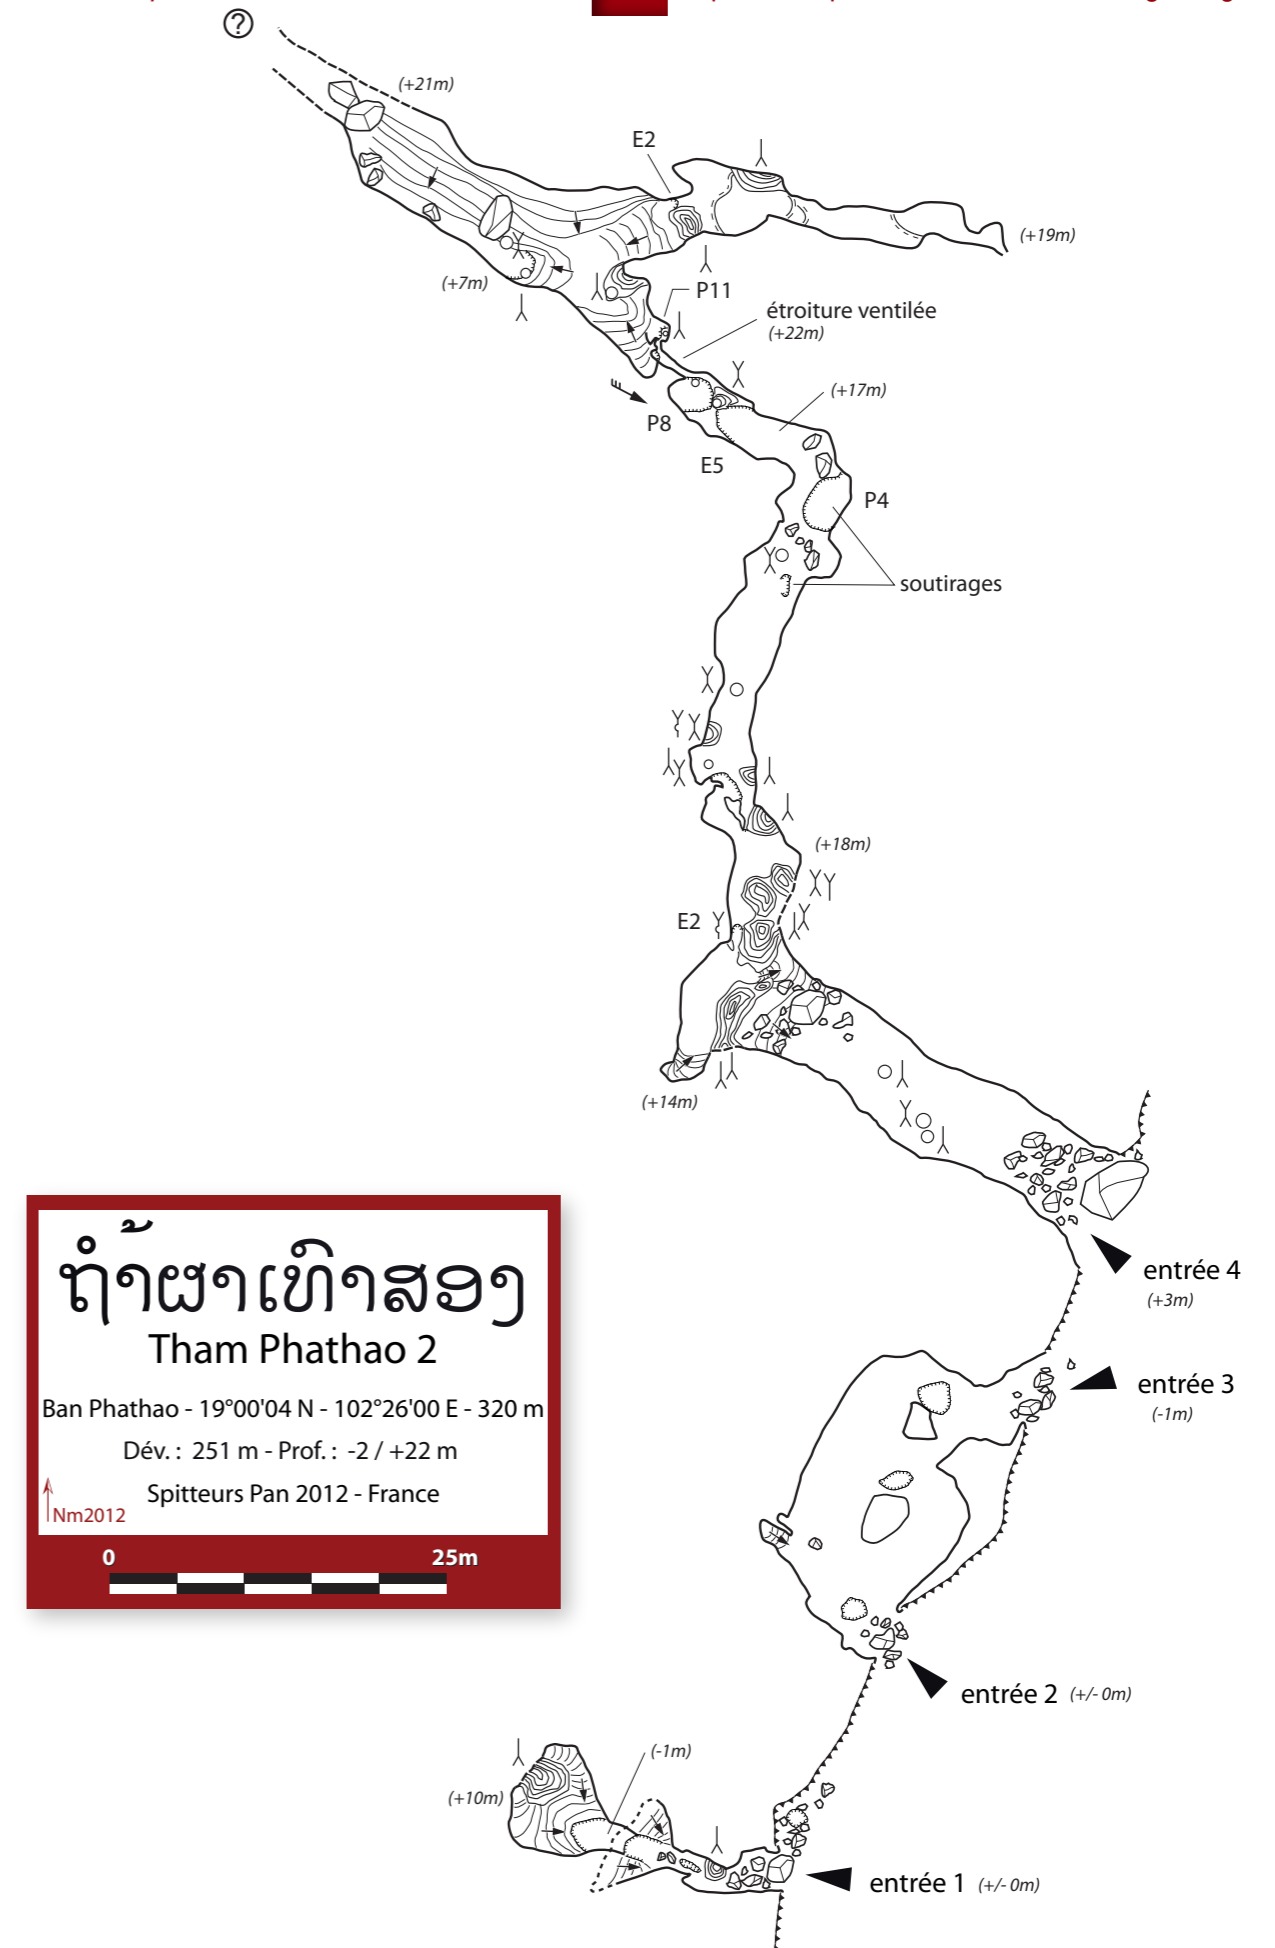 ?
(+21m)
E2
(+19m)
(+7m)
P11
étroiture ventilée
(+22m)
(+17m)
P8
E5
P4
soutirages
(+18m)
E2
(+14m)
entrée 4
(+3m)
entrée 3
(-1m)
entrée 2 (+/- 0m)
(-1m)
(+10m)
entrée 1 (+/- 0m)
ຖ້ຳຜາເທົາສອງ
Tham Phathao 2
Ban Phathao - 19°00'04 N - 102°26'00 E - 320 m
Dév. : 251 m - Prof. : -2 / +22 m
Spitteurs Pan 2012 - France
Nm2012
0 25m